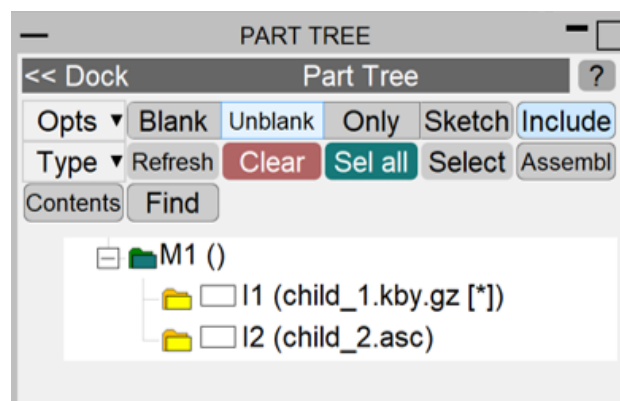 PART TREE
<< Dock Part Tree ?
Opts ▼ Blank Unblank Only Sketch Include
Type ▼ Refresh Clear Sel all Select Assembl
Contents Find
M1 ()
I1 (child_1.kby.gz [*])
I2 (child_2.asc)